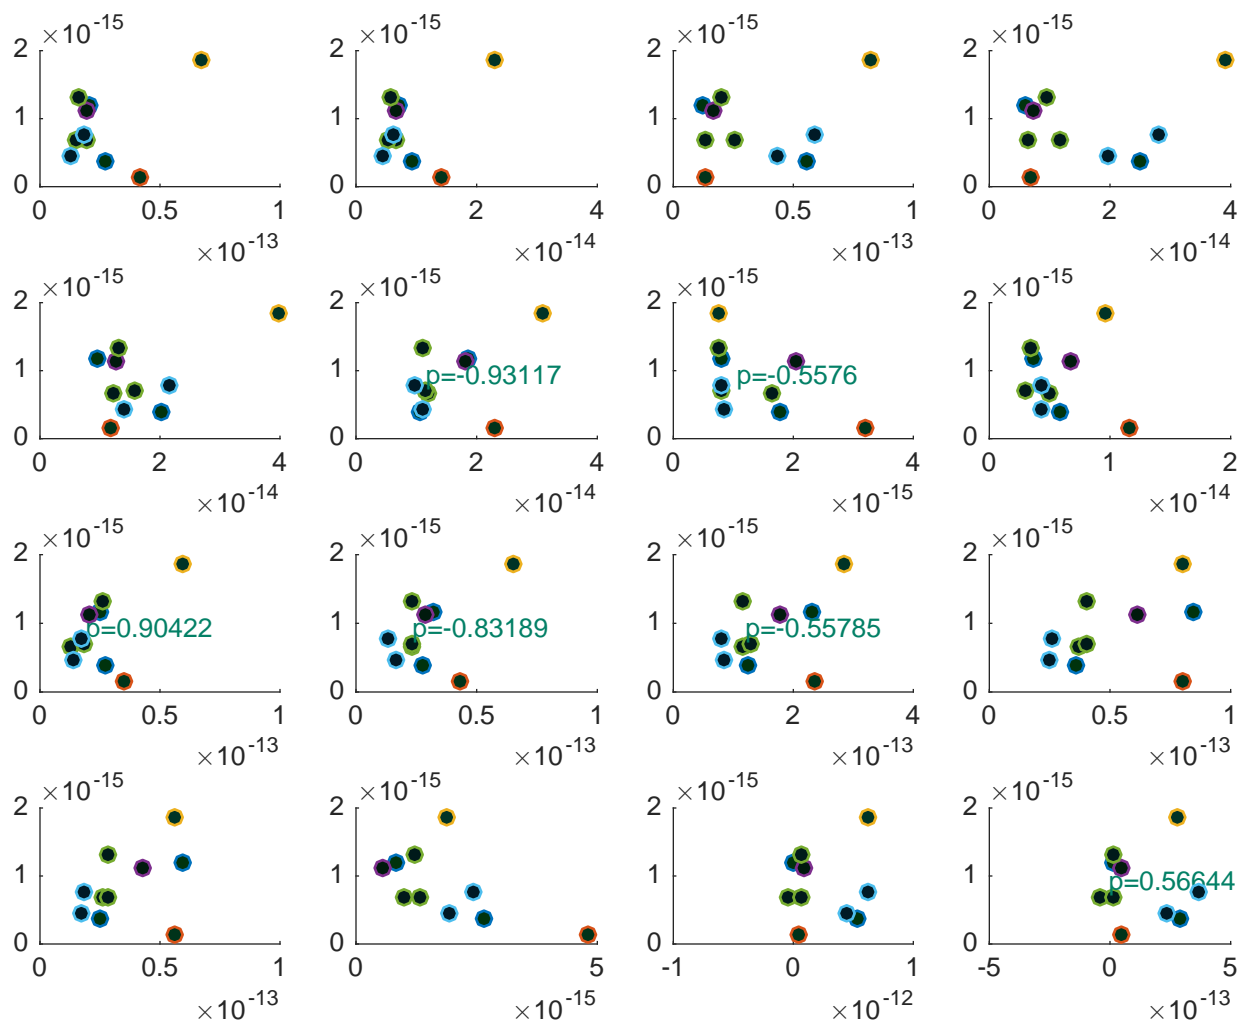 ×10-15 ×10-15 ×10-15 ×10-15
2 2 2 2
1 1 1 1
0 0 0 0
0 0.5 1 0 2 4 0 0.5 1 0 2 4
×10-13 ×10-14 ×10-13 ×10-14
×10-15 ×10-15 ×10-15 ×10-15
2 2 2 2
1 p=-0.93117 1 p=-0.5576 1 1
0 0 0 0
0 2 4 0 2 4 0 2 4 0 1 2
×10-14 ×10-14 ×10-15 ×10-14
×10-15 ×10-15 ×10-15 ×10-15
2 2 2 2
1 p=0.90422 1 p=-0.83189 1 p=-0.55785 1
0 0 0 0
0 0.5 1 0 0.5 1 0 2 4 0 0.5 1
×10-13 ×10-13 ×10-13 ×10-13
×10-15 ×10-15 ×10-15 ×10-15
2 2 2 2
1 1 1 1 p=0.56644
0 0 0 0
0 0.5 1 0 5 -1 0 1 -5 0 5
×10-13 ×10-15 ×10-12 ×10-13